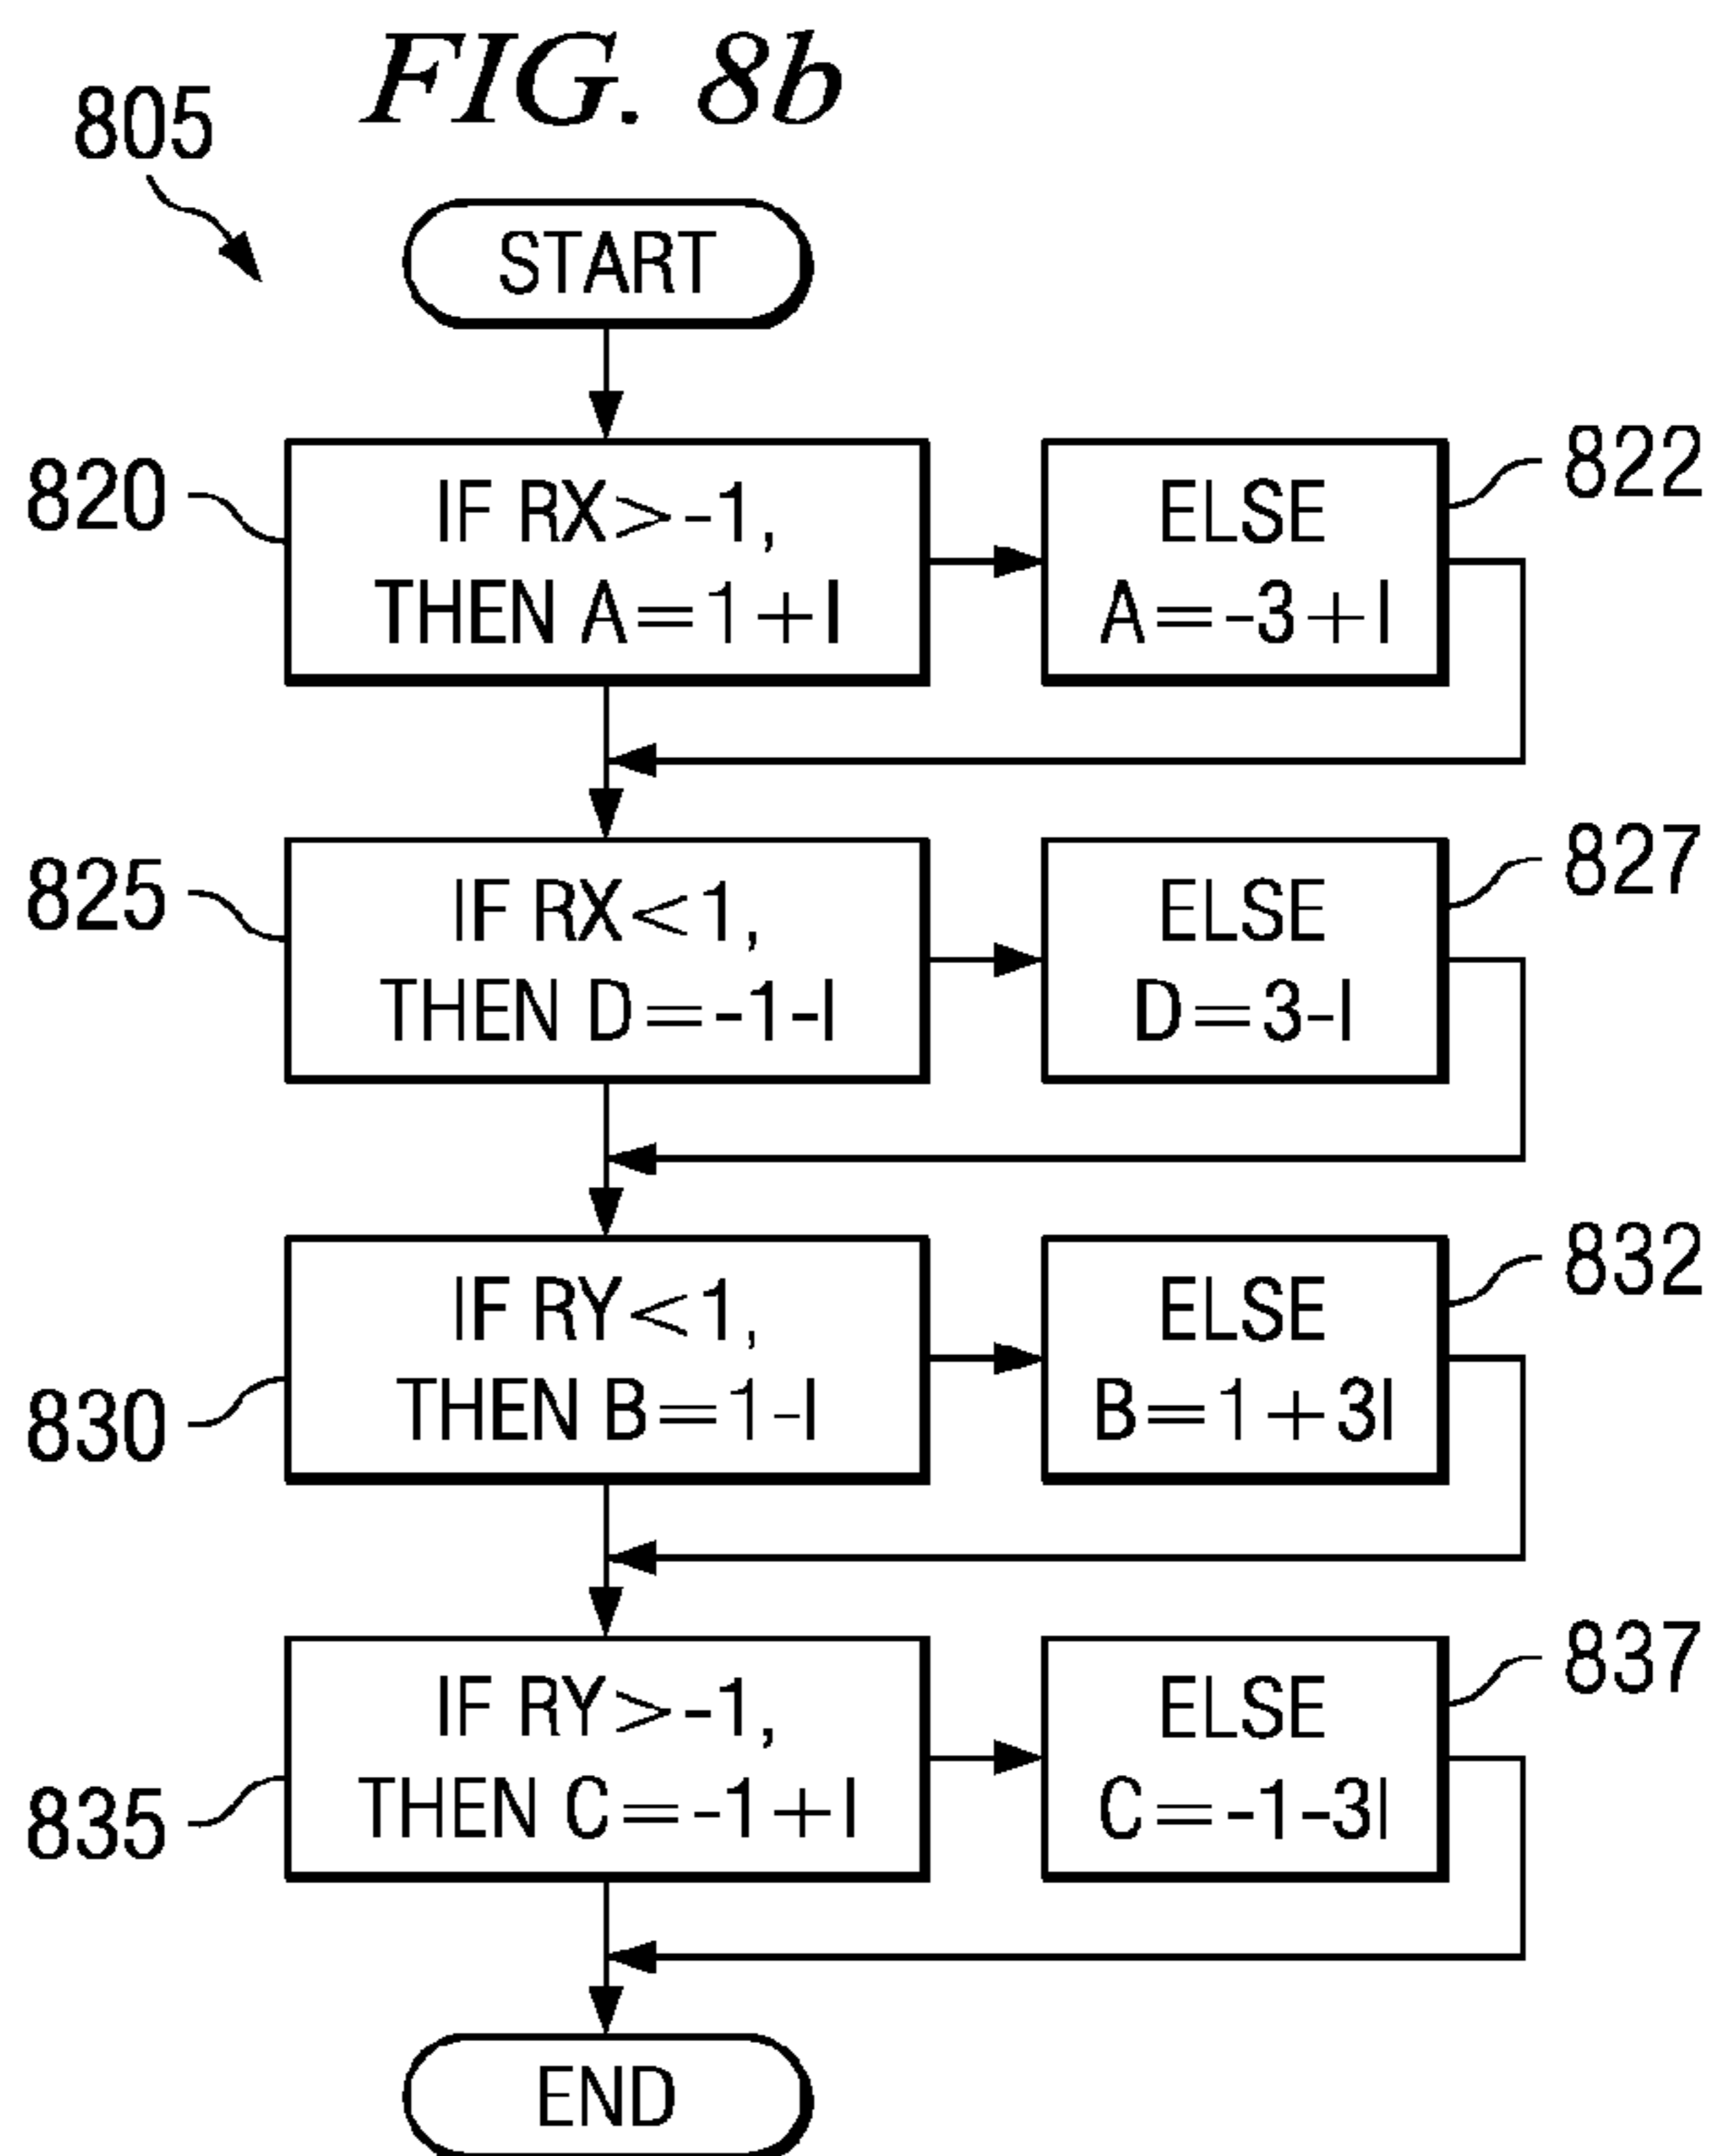 FIG. 8b
805
START
820
IF RX>-1,
THEN A=1+I
ELSE
A=-3+I
822
825
IF RX<1,
THEN D=-1-I
ELSE
D=3-I
827
830
IF RY<1,
THEN B=1-I
ELSE
B=1+3I
832
835
IF RY>-1,
THEN C=-1+I
ELSE
C=-1-3I
837
END